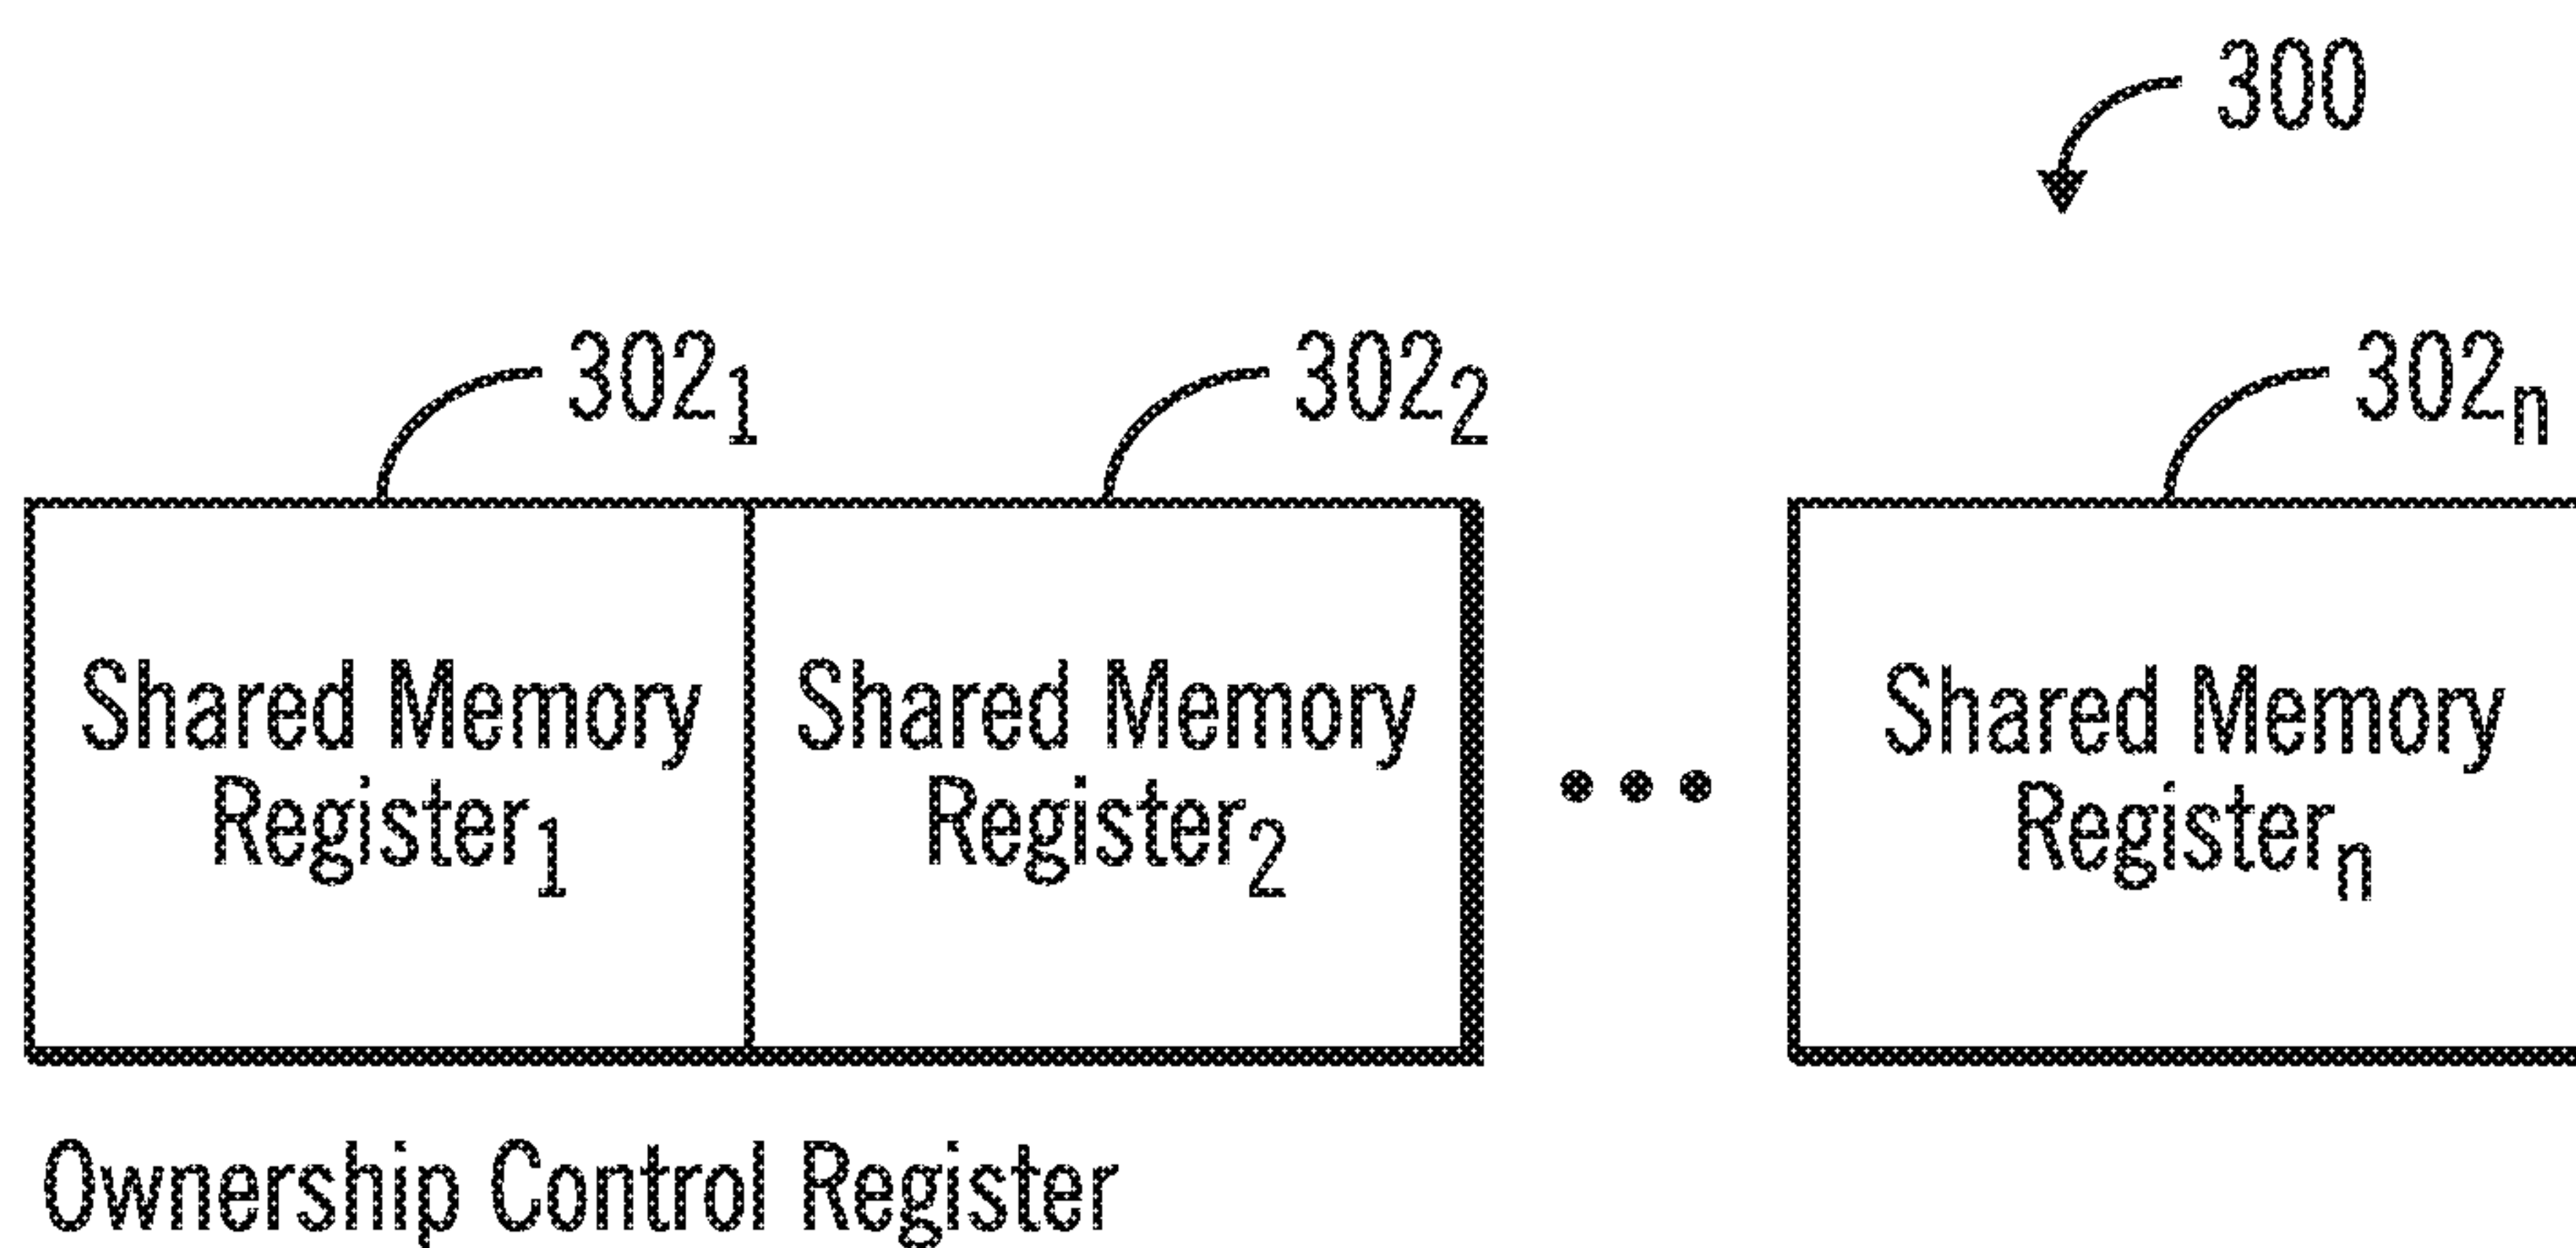 300
302₁ 302₂ 302ₙ
Shared Memory
Register₁
Shared Memory
Register₂
Shared Memory
Registerₙ
Ownership Control Register